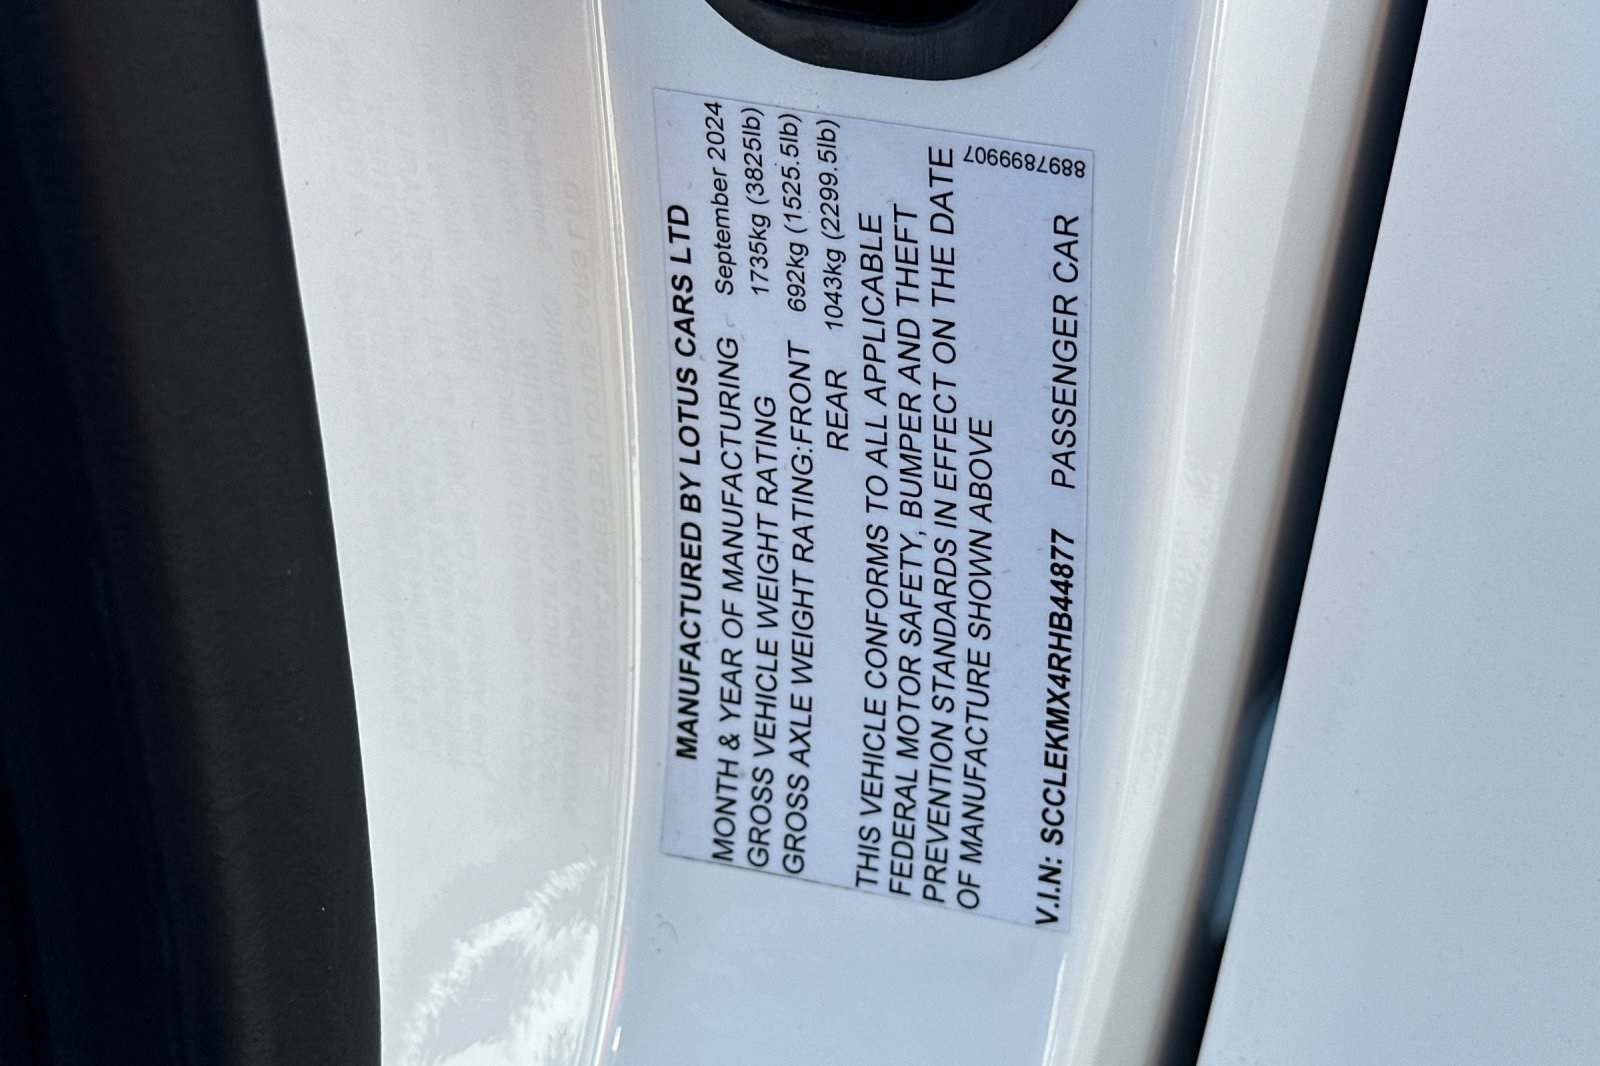 MANUFACTURED BY LOTUS CARS LTD
MONTH & YEAR OF MANUFACTURING September 2024
GROSS VEHICLE WEIGHT RATING 1735kg (3825lb)
GROSS AXLE WEIGHT RATING:FRONT 692kg (1525.5lb)
REAR 1043kg (2299.5lb)
THIS VEHICLE CONFORMS TO ALL APPLICABLE
FEDERAL MOTOR SAFETY, BUMPER AND THEFT
PREVENTION STANDARDS IN EFFECT ON THE DATE
OF MANUFACTURE SHOWN ABOVE
V.I.N: SCCLEKMX4RHB44877 PASSENGER CAR
889789990​7